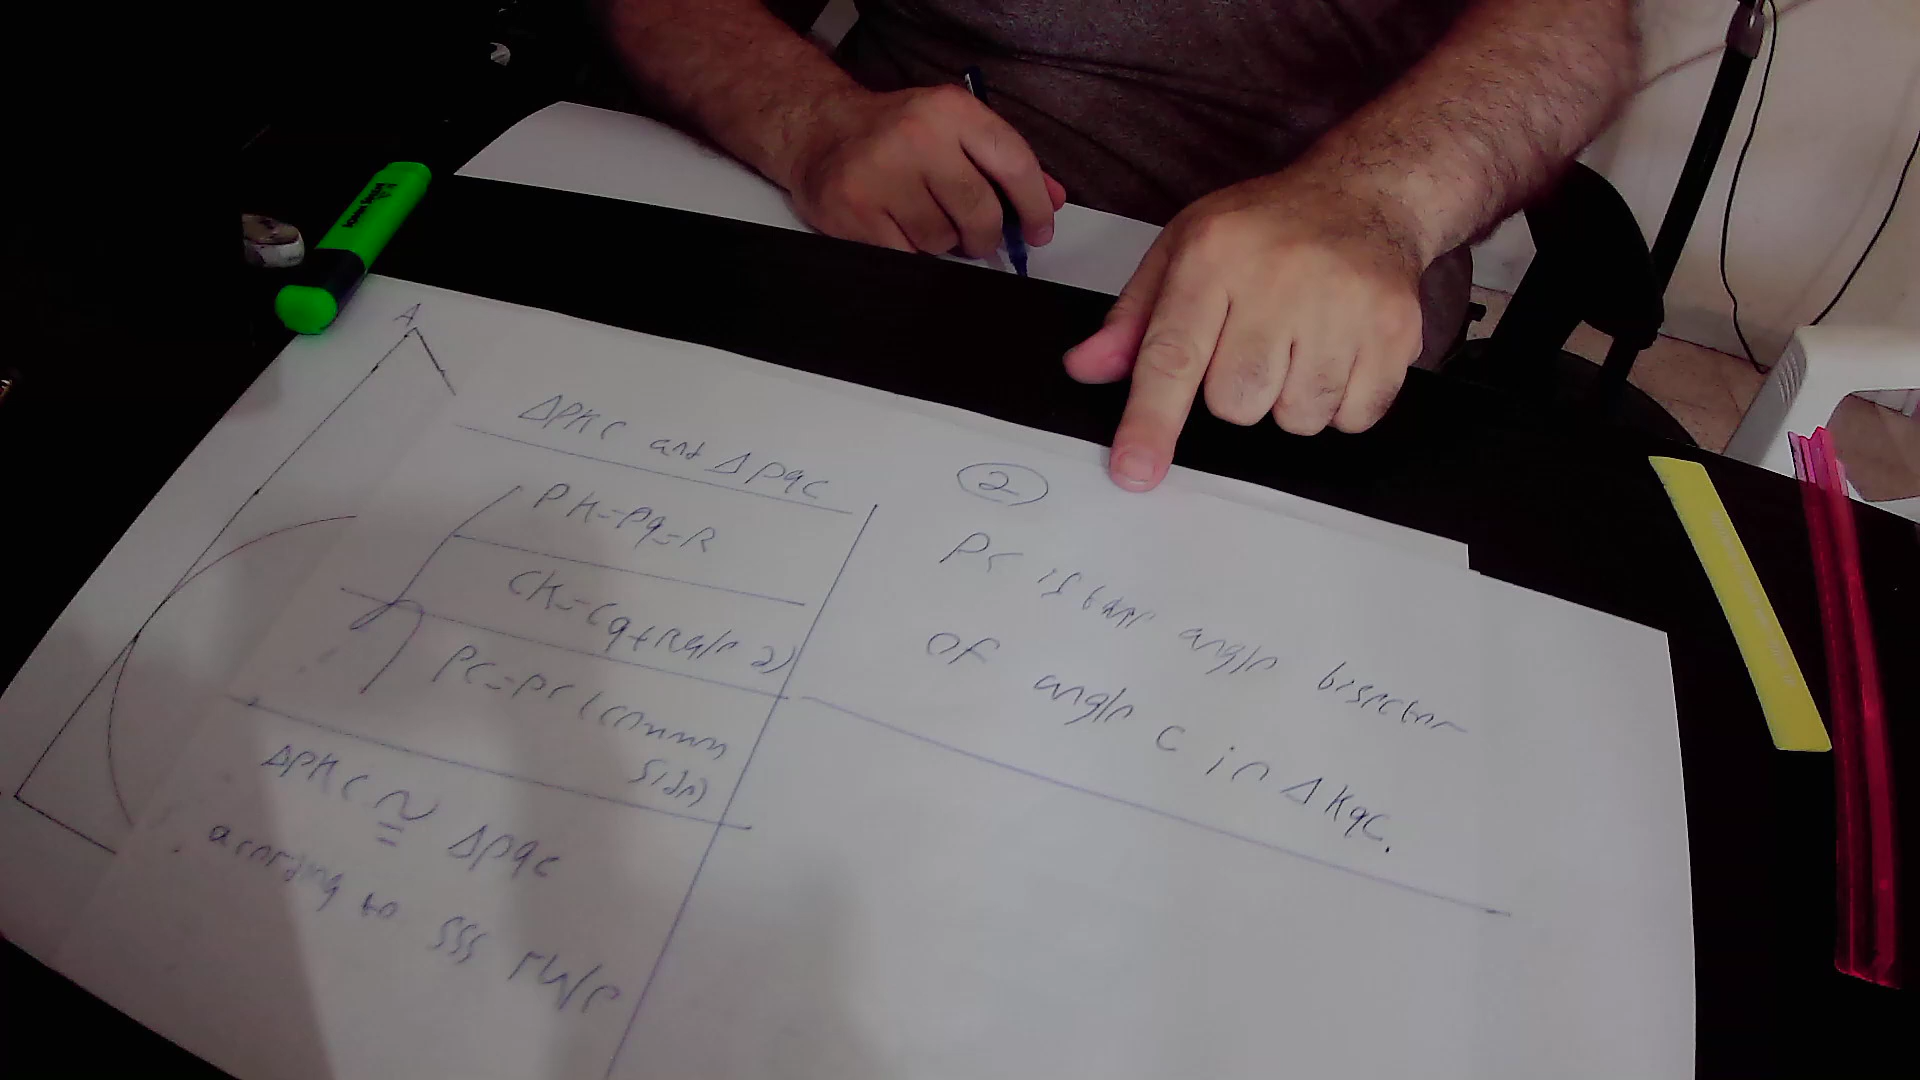 A
ΔPKC and ΔPqC
PK=Pq=R
CK=Cq
PC=PC (common
side)
ΔPKC ≅ ΔPqC
according to SSS rule
2
PC is the angle bisector
of angle C in ΔKqC.